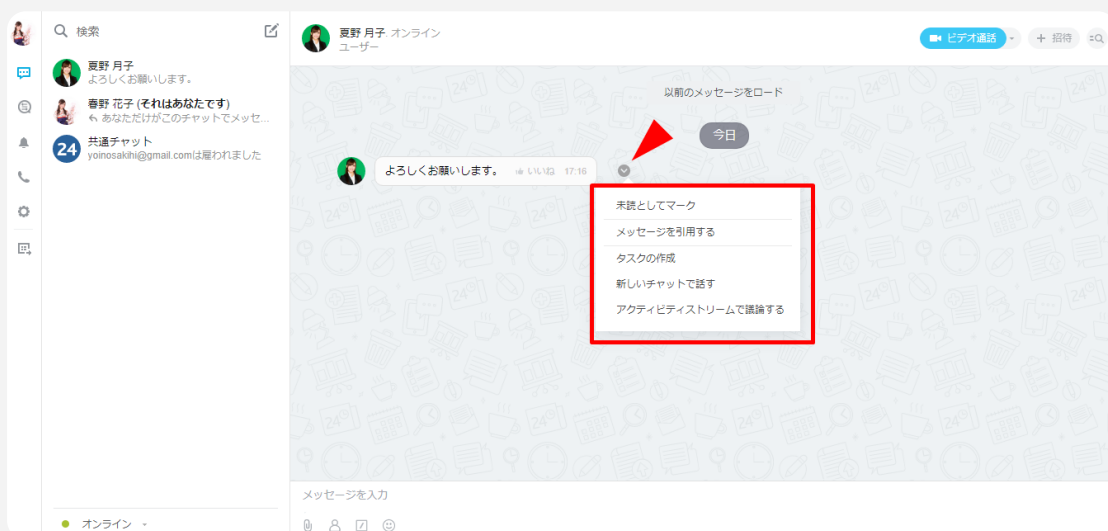 検索
夏野 月子
よろしくお願いします。
春野 花子 (それはあなたです)
あなただけがこのチャットでメッセ...
24
共通チャット
yoinosakihi@gmail.comは雇われました
オンライン
夏野 月子 オンライン
ユーザー
ビデオ通話
+ 招待
以前のメッセージをロード
今日
よろしくお願いします。 いいね 17:16
未読としてマーク
メッセージを引用する
タスクの作成
新しいチャットで話す
アクティビティストリームで議論する
メッセージを入力